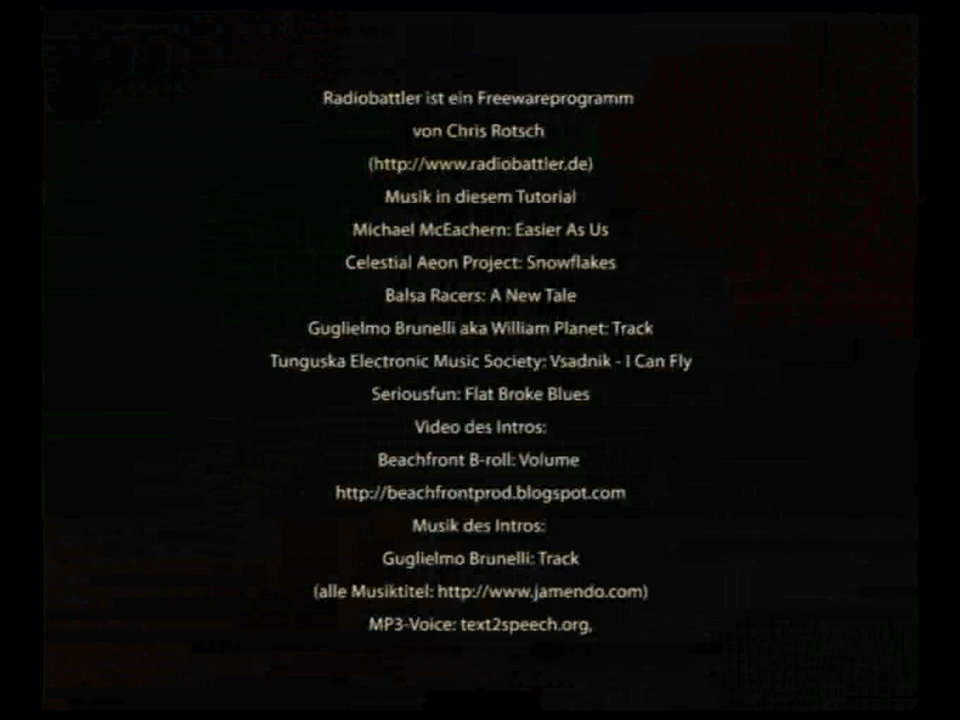 Radiobattler ist ein Freewareprogramm
von Chris Rotsch
(http://www.radiobattler.de)
Musik in diesem Tutorial
Michael McEachern: Easier As Us
Celestial Aeon Project: Snowflakes
Balsa Racers: A New Tale
Guglielmo Brunelli aka William Planet: Track
Tunguska Electronic Music Society: Vsadnik - I Can Fly
Seriousfun: Flat Broke Blues
Video des Intros:
Beachfront B-roll: Volume
http://beachfrontprod.blogspot.com
Musik des Intros:
Guglielmo Brunelli: Track
(alle Musiktitel: http://www.jamendo.com)
MP3-Voice: text2speech.org,